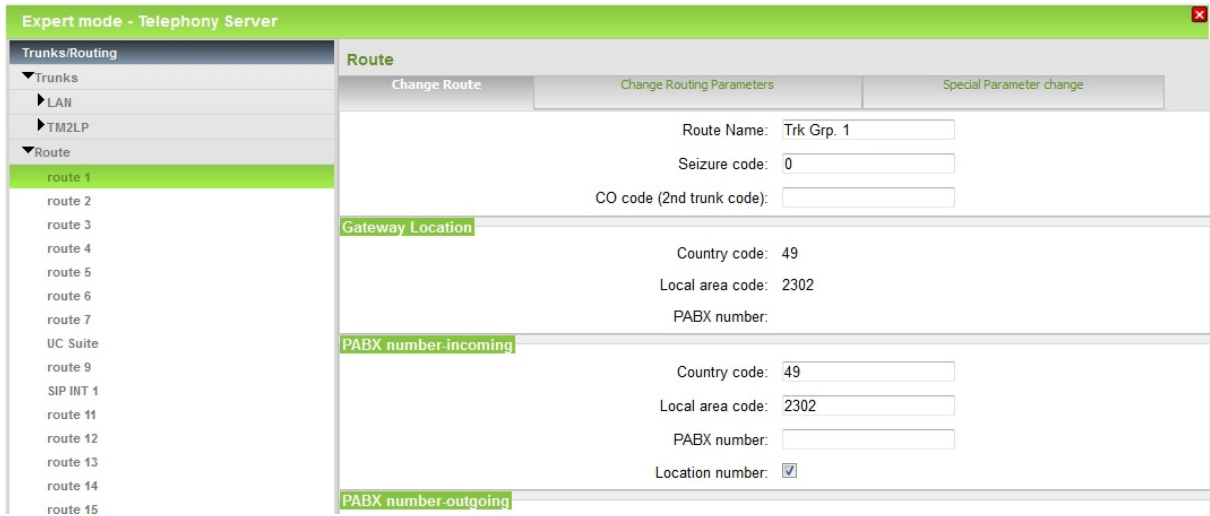 Expert mode - Telephony Server
Trunks/Routing
Trunks
LAN
TM2LP
Route
route 1
route 2
route 3
route 4
route 5
route 6
route 7
UC Suite
route 9
SIP INT 1
route 11
route 12
route 13
route 14
route 15
Route
Change Route Change Routing Parameters Special Parameter change
Route Name: Trk Grp. 1
Seizure code: 0
CO code (2nd trunk code):
Gateway Location
Country code: 49
Local area code: 2302
PABX number:
PABX number-incoming
Country code: 49
Local area code: 2302
PABX number:
Location number:
PABX number-outgoing